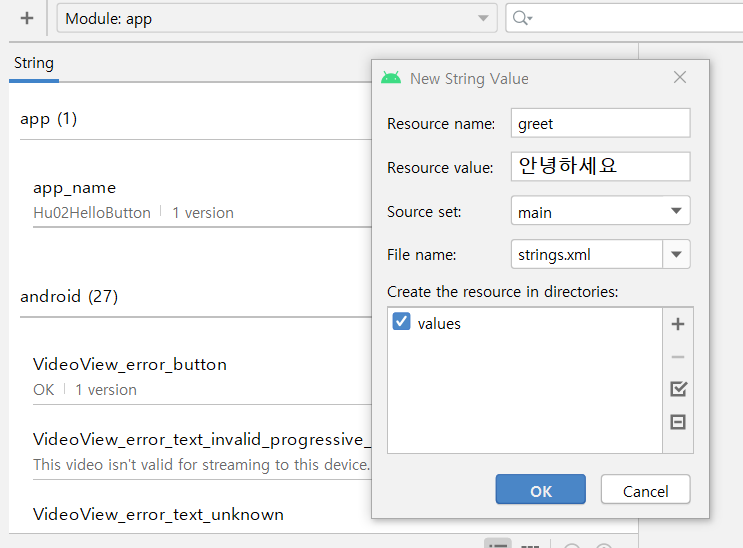 Module: app
String
app (1)
app_name
Hu02HelloButton
1 version
android (27)
VideoView_error_button
OK
1 version
VideoView_error_text_invalid_progressive_
This video isn't valid for streaming to this device.
VideoView_error_text_unknown
New String Value
Resource name:
greet
Resource value:
안녕하세요
Source set:
main
File name:
strings.xml
Create the resource in directories:
values
OK
Cancel